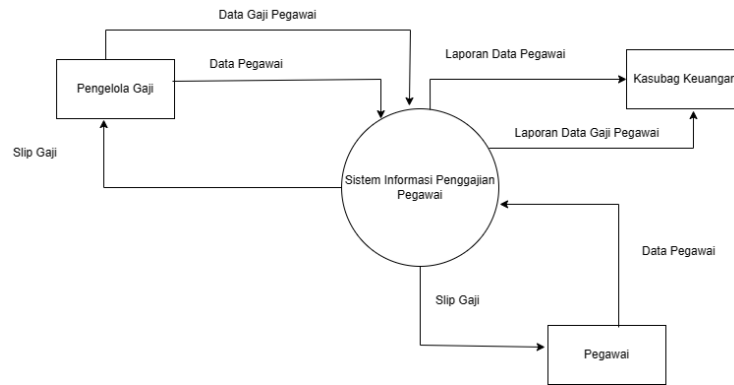 Data Gaji Pegawai
Data Pegawai
Laporan Data Pegawai
Pengelola Gaji
Kasubag Keuangan
Laporan Data Gaji Pegawai
Slip Gaji
Sistem Informasi Penggajian
Pegawai
Data Pegawai
Slip Gaji
Pegawai